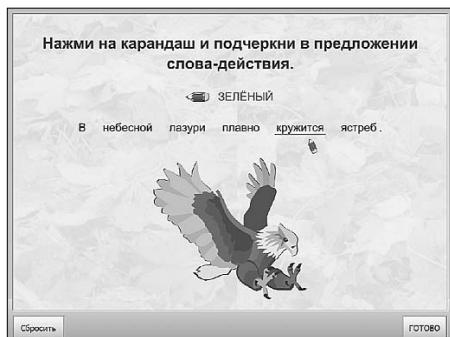 Нажми на карандаш и подчеркни в предложении
слова-действия.
ЗЕЛЁНЫЙ
В небесной лазури плавно кружится ястреб.
Сбросить
ГОТОВО